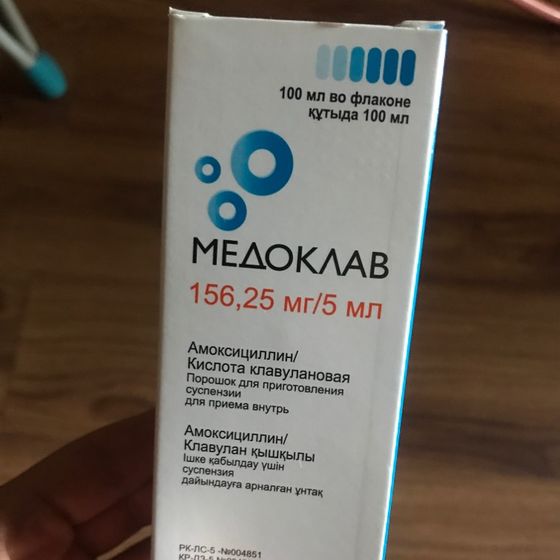 100 мл во флаконе
құтыда 100 мл
МЕДОКЛАВ
156,25 мг/5 мл
Амоксициллин/
Кислота клавулановая
Порошок для приготовления
суспензии
для приема внутрь
Амоксициллин/
Клавулан қышқылы
Ішке қабылдау үшін
суспензия
дайындауға арналған ұнтақ
РК-ЛС-5 -№004851